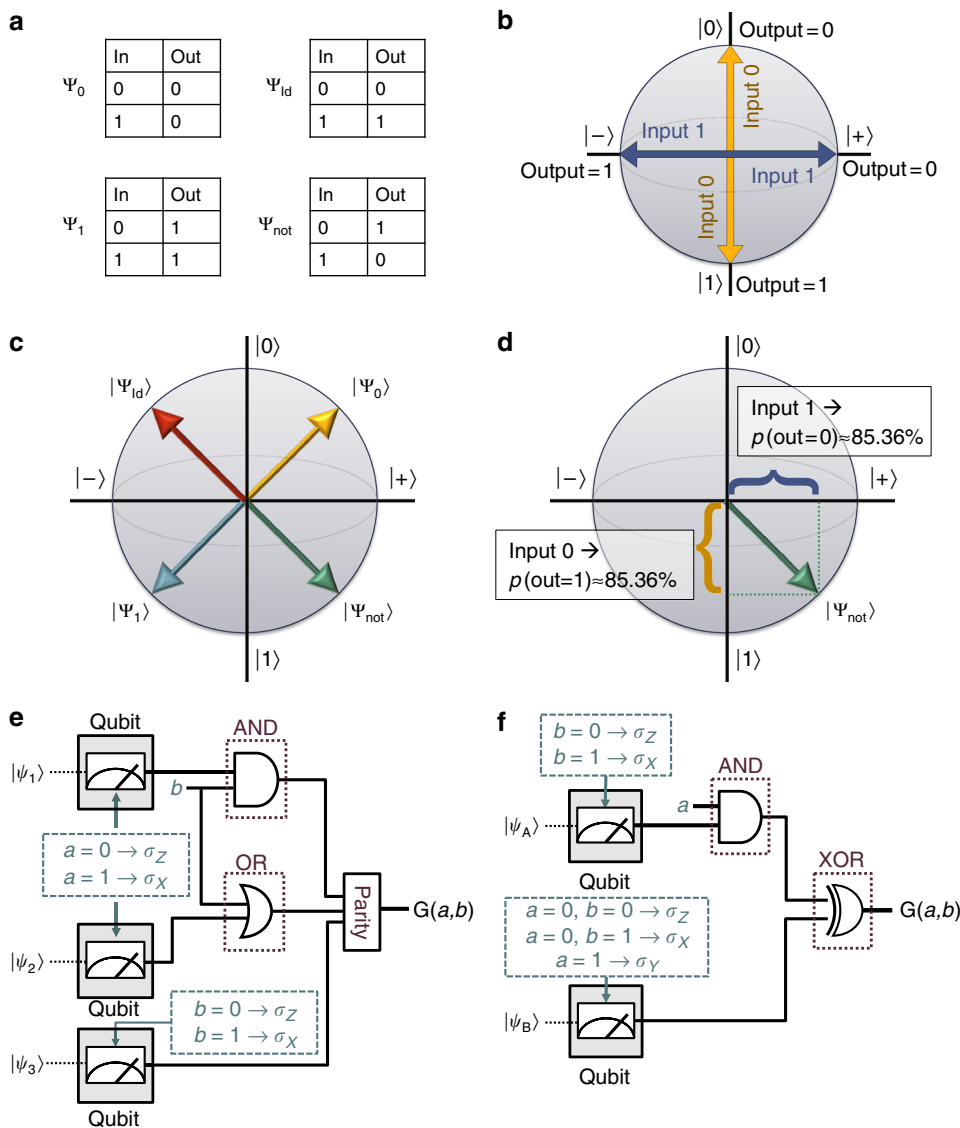 a
In Out
Ψ0 0 0
1 0
In Out
ΨId 0 0
1 1
In Out
Ψ1 0 1
1 1
In Out
Ψnot 0 1
1 0
b
|0⟩ Output = 0
Input 0
|−⟩ Input 1 |+⟩
Output = 1 Input 1 Output = 0
Input 0
|1⟩ Output = 1
c
|0⟩
|ΨId⟩ |Ψ0⟩
|−⟩ |+⟩
|Ψ1⟩ |Ψnot⟩
|1⟩
d
|0⟩
Input 1 →
p(out=0)≈85.36%
|−⟩ |+⟩
Input 0 →
p(out=1)≈85.36%
|Ψnot⟩
|1⟩
e
Qubit
AND
|ψ1⟩
b
a = 0 → σZ
a = 1 → σX
OR
Parity
G(a,b)
|ψ2⟩
Qubit
b = 0 → σZ
b = 1 → σX
|ψ3⟩
Qubit
f
b = 0 → σZ
b = 1 → σX
AND
a
|ψA⟩
Qubit
XOR
G(a,b)
a = 0, b = 0 → σZ
a = 0, b = 1 → σX
a = 1 → σY
|ψB⟩
Qubit